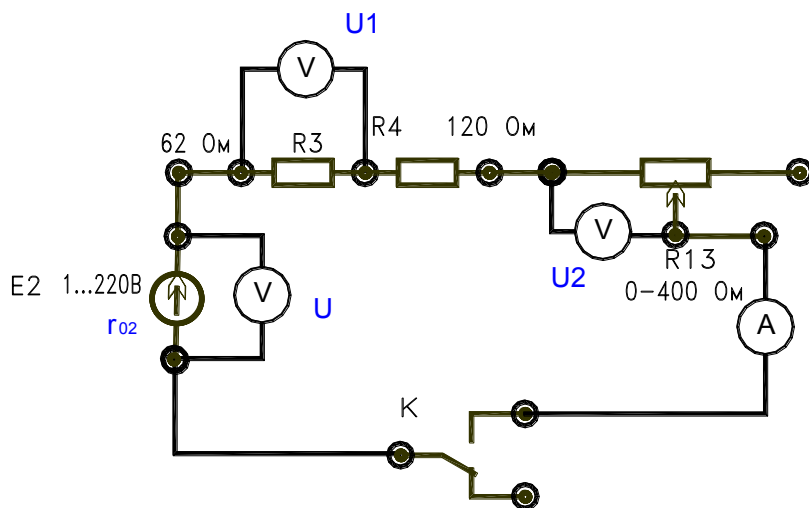 U1
V
62 Ом
R3
R4
120 Ом
V
U2
R13
0-400 Ом
E2
1...220В
r02
V
U
A
K